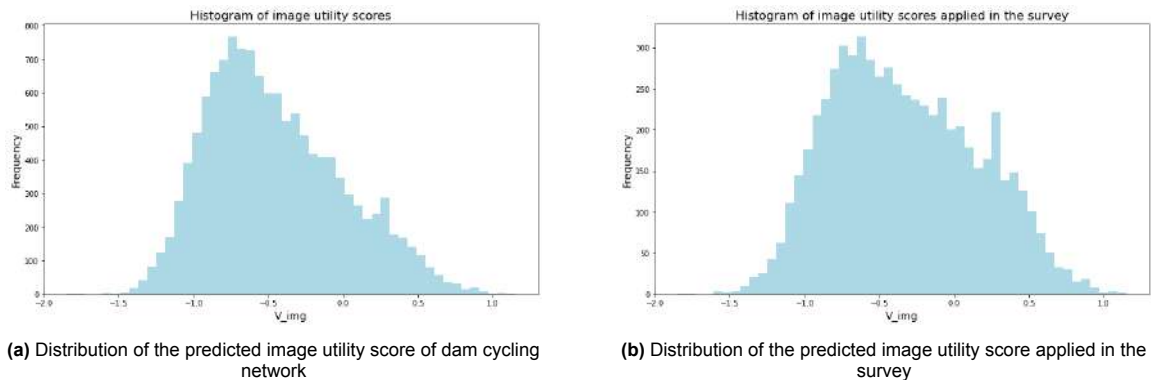 Histogram of image utility scores
800
700
600
500
400
300
200
100
0
Frequency
−2.0 −1.5 −1.0 −0.5 0.0 0.5 1.0
V_img
(a) Distribution of the predicted image utility score of dam cycling
network
Histogram of image utility scores applied in the survey
300
250
200
150
100
50
0
Frequency
−2.0 −1.5 −1.0 −0.5 0.0 0.5 1.0
V_img
(b) Distribution of the predicted image utility score applied in the
survey